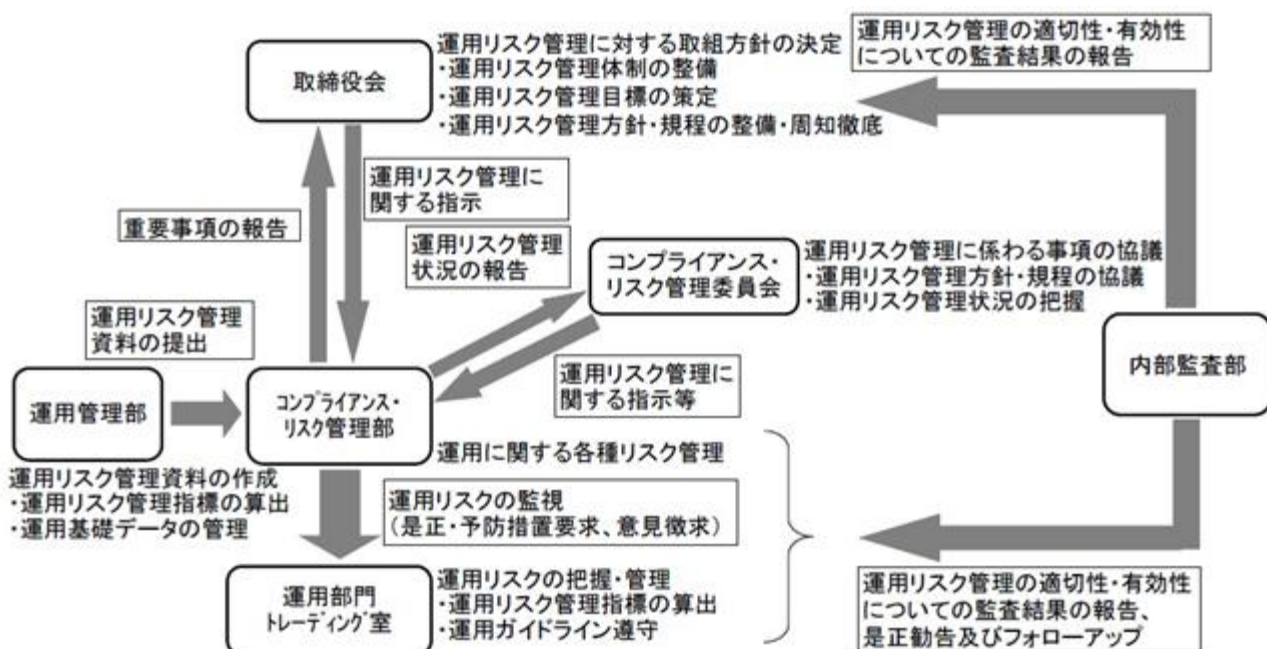 取締役会
運用リスク管理に対する取組方針の決定
・運用リスク管理体制の整備
・運用リスク管理目標の策定
・運用リスク管理方針・規程の整備・周知徹底
運用リスク管理の適切性・有効性
についての監査結果の報告
重要事項の報告
運用リスク管理に
関する指示
運用リスク管理
状況の報告
コンプライアンス・
リスク管理委員会
運用リスク管理に係わる事項の協議
・運用リスク管理方針・規程の協議
・運用リスク管理状況の把握
運用リスク管理
資料の提出
運用リスク管理に
関する指示等
内部監査部
運用管理部
コンプライアンス・
リスク管理部
運用に関する各種リスク管理
運用リスク管理資料の作成
・運用リスク管理指標の算出
・運用基礎データの管理
運用リスクの監視
（是正・予防措置要求、意見徴求）
運用部門
トレーディング室
運用リスクの把握・管理
・運用リスク管理指標の算出
・運用ガイドライン遵守
運用リスク管理の適切性・有効性
についての監査結果の報告、
是正勧告及びフォローアップ